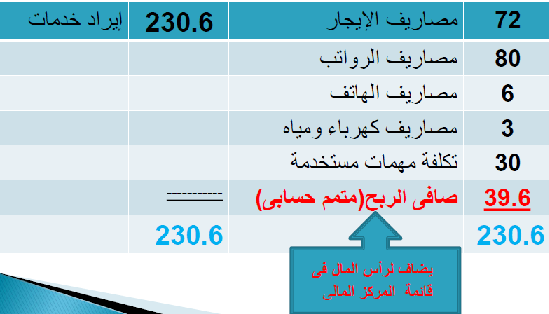 72 مصاريف الإيجار 230.6 إيراد خدمات
80 مصاريف الرواتب
6 مصاريف الهاتف
3 مصاريف كهرباء ومياه
30 تكلفة مهمات مستخدمة
39.6 صافى الربح(متمم حسابى) ----------
230.6 230.6
يضاف لرأس المال فى
قائمة المركز المالى